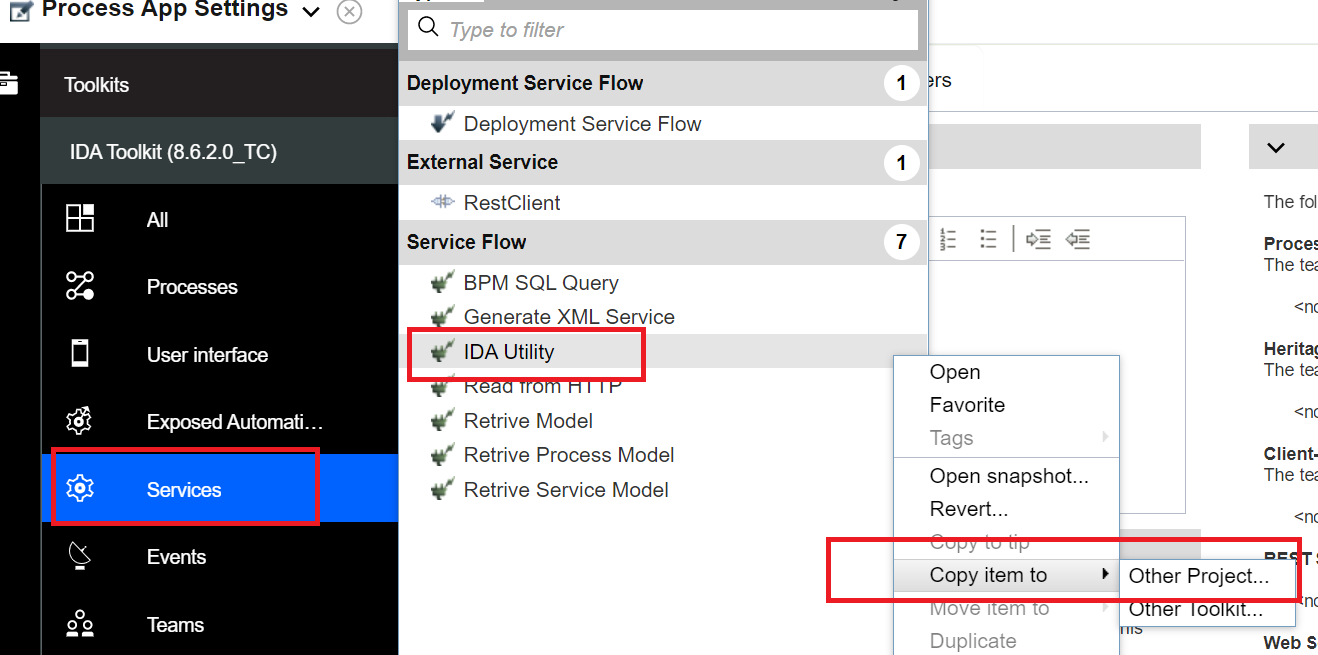 Process App Settings
Type to filter
Toolkits
IDA Toolkit (8.6.2.0_TC)
All
Processes
User interface
Exposed Automati...
Services
Events
Teams
Deployment Service Flow 1
Deployment Service Flow
External Service 1
RestClient
Service Flow 7
BPM SQL Query
Generate XML Service
IDA Utility
Read from HTTP
Retrive Model
Retrive Process Model
Retrive Service Model
Open
Favorite
Tags
Open snapshot...
Revert...
Copy to tip
Copy item to
Other Project...
Move item to
Other Toolkit...
Duplicate
ers
The fol
Proces
The tea
<no
Heritag
The tea
<no
Client-
The tea
<no
REST S
<no
Web S